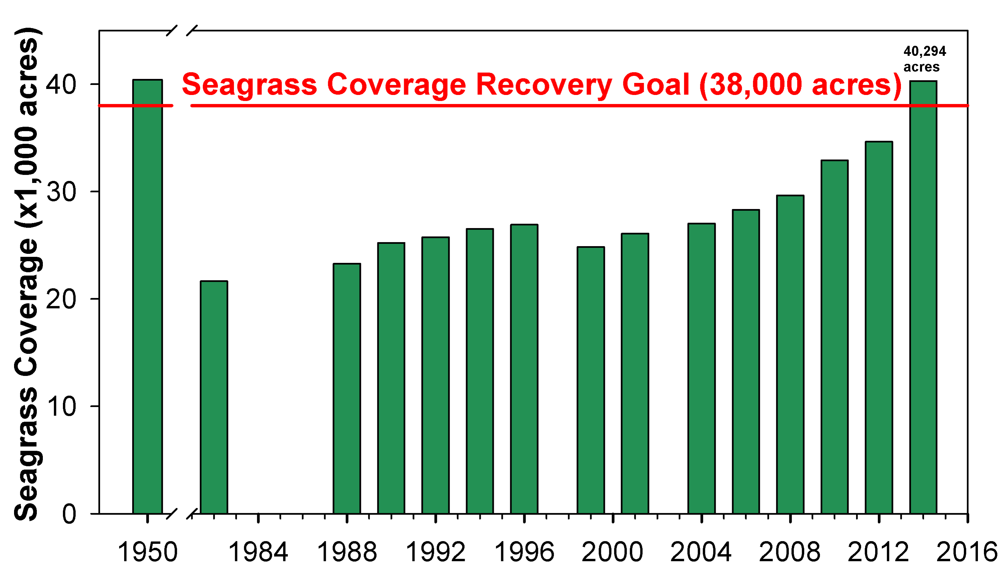 Seagrass Coverage (x1,000 acres)
40
30
20
10
0
40,294
acres
Seagrass Coverage Recovery Goal (38,000 acres)
1950 1984 1988 1992 1996 2000 2004 2008 2012 2016